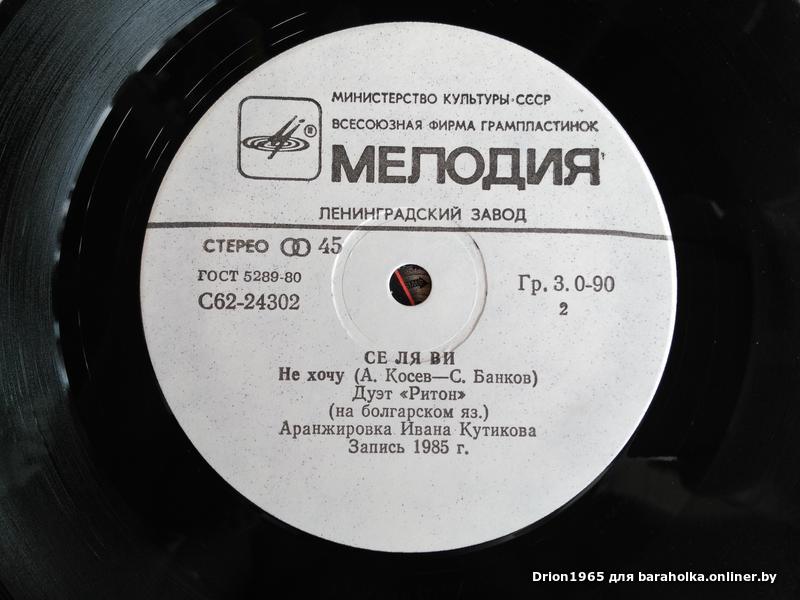 МИНИСТЕРСТВО КУЛЬТУРЫ СССР
ВСЕСОЮЗНАЯ ФИРМА ГРАМПЛАСТИНОК
®
МЕЛОДИЯ
ЛЕНИНГРАДСКИЙ ЗАВОД
СТЕРЕО 45
ГОСТ 5289-80
С62-24302
Гр. 3. 0-90
2
СЕ ЛЯ ВИ
Не хочу (А. Косев—С. Банков)
Дуэт «Ритон»
(на болгарском яз.)
Аранжировка Ивана Кутикова
Запись 1985 г.
Drion1965 для baraholka.onliner.by